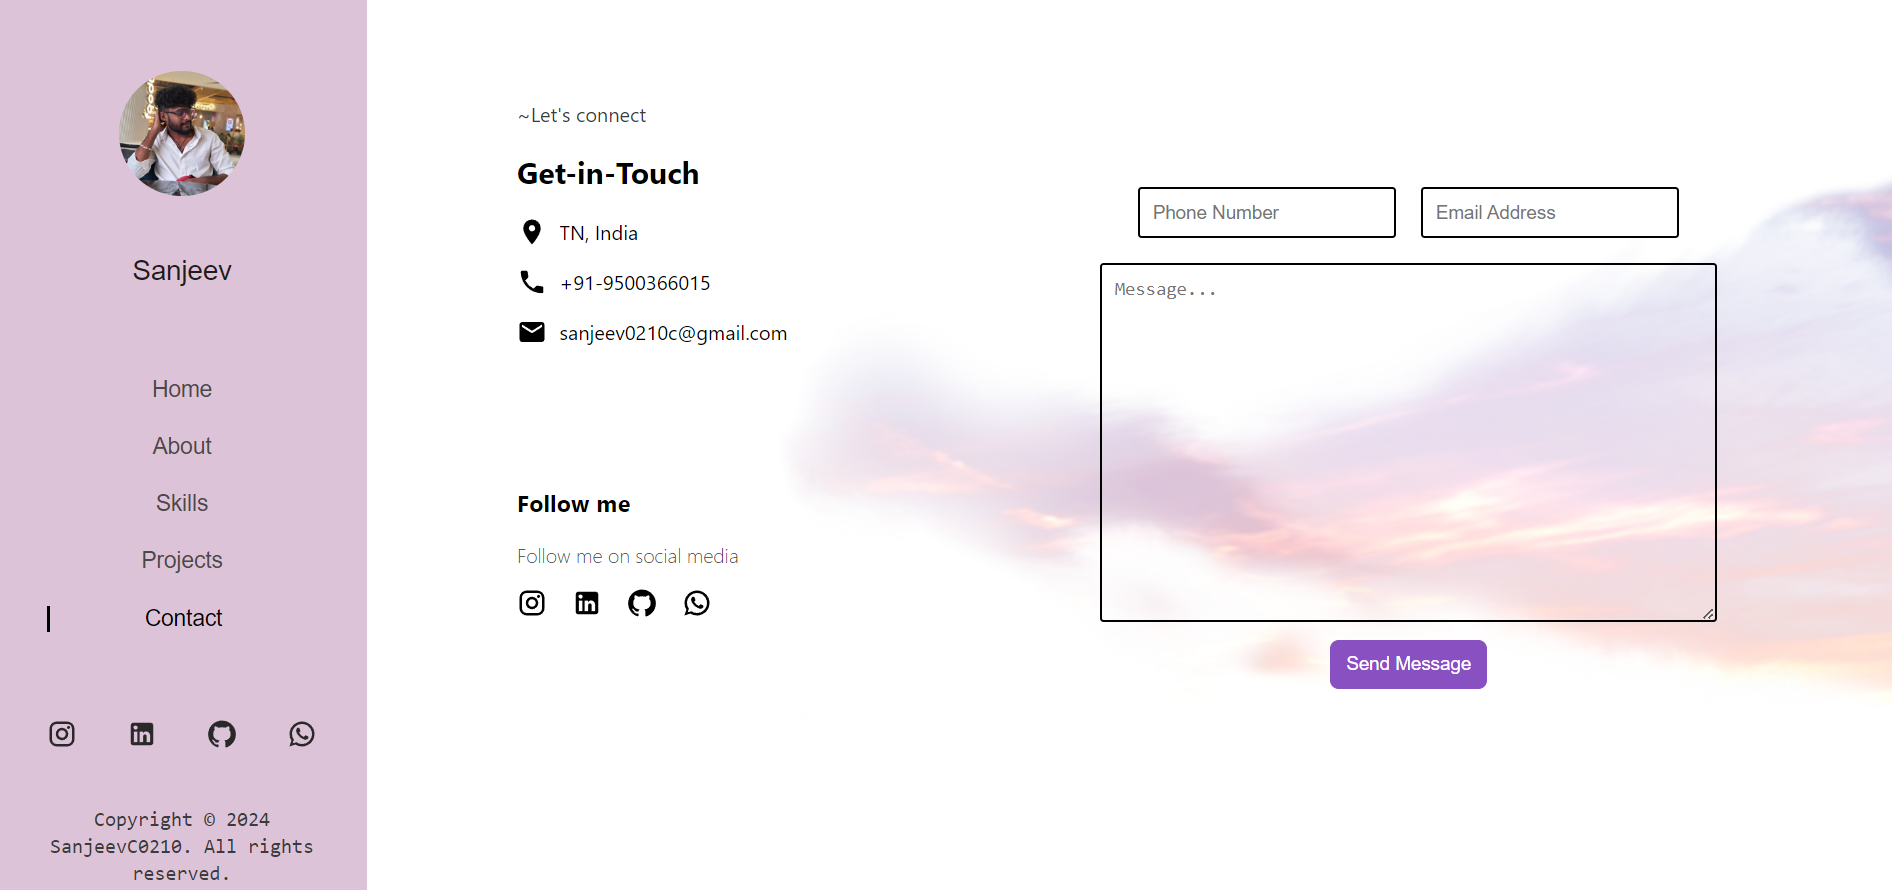 Sanjeev
Home
About
Skills
Projects
Contact
Copyright © 2024
SanjeevC0210. All rights
reserved.
~Let's connect
Get-in-Touch
TN, India
+91-9500366015
sanjeev0210c@gmail.com
Follow me
Follow me on social media
Phone Number
Email Address
Message...
Send Message